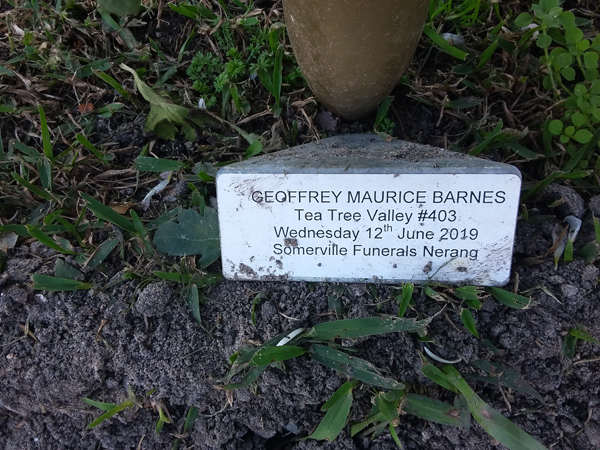 GEOFFREY MAURICE BARNES
Tea Tree Valley #403
Wednesday 12th June 2019
Somerville Funerals Nerang